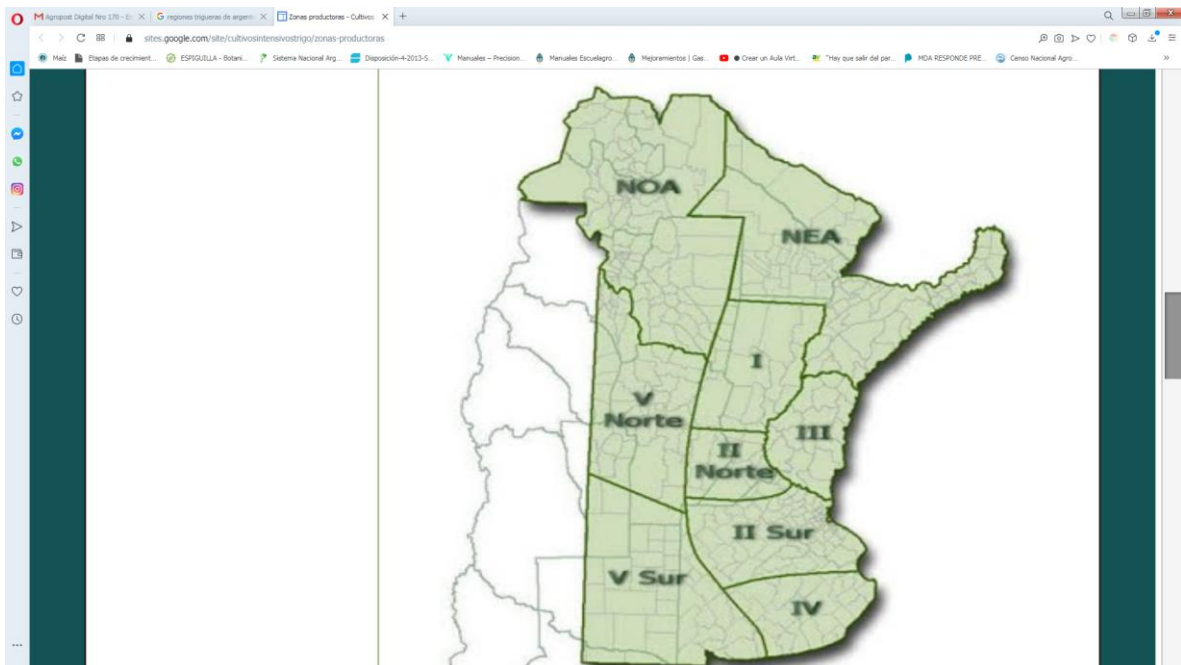 Agropost Digital Nro 170 - En
regiones trigueras de argenti
Zonas productoras - Cultivos
sites.google.com/site/cultivosintensivostrigo/zonas-productoras
Maíz
Etapas de creciment...
ESPIGUILLA - Botani...
Sistema Nacional Arg...
Disposición-4-2013-S...
Manuales – Precision...
Manuales Escuelagro...
Mejoramientos | Gas...
Crear un Aula Virt...
"Hay que salir del par...
MDA RESPONDE PRE...
Censo Nacional Agro...
NOA
NEA
I
V
Norte
III
II
Norte
II Sur
V Sur
IV